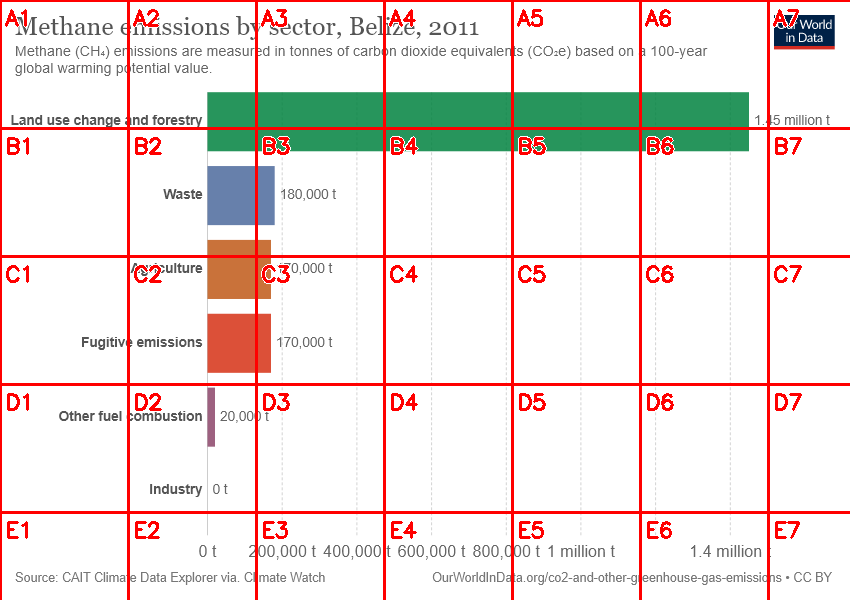 Methane emissions by sector, Belize, 2011
Our World
in Data
Methane (CH₄) emissions are measured in tonnes of carbon dioxide equivalents (CO₂e) based on a 100-year
global warming potential value.
Land use change and forestry 1.45 million t
Waste 180,000 t
Agriculture 170,000 t
Fugitive emissions 170,000 t
Other fuel combustion 20,000 t
Industry 0 t
0 t 200,000 t 400,000 t 600,000 t 800,000 t 1 million t 1.4 million t
Source: CAIT Climate Data Explorer via. Climate Watch OurWorldInData.org/co2-and-other-greenhouse-gas-emissions • CC BY
A1 A2 A3 A4 A5 A6 A7
B1 B2 B3 B4 B5 B6 B7
C1 C2 C3 C4 C5 C6 C7
D1 D2 D3 D4 D5 D6 D7
E1 E2 E3 E4 E5 E6 E7